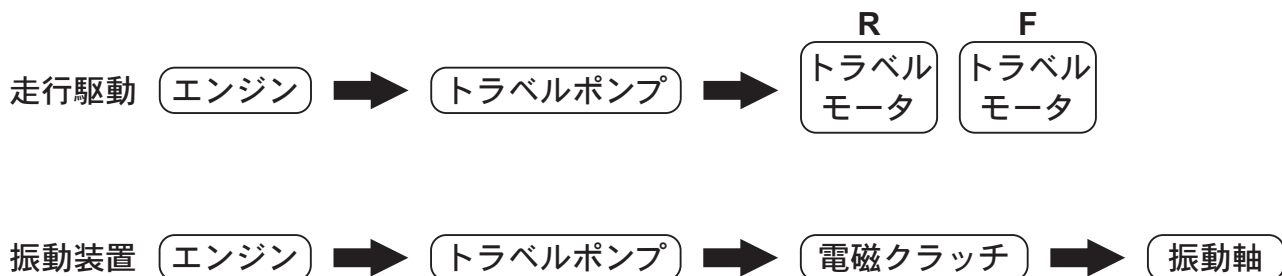 R F
走行駆動 エンジン トラベルポンプ トラベル トラベル
モータ モータ
振動装置 エンジン トラベルポンプ 電磁クラッチ 振動軸